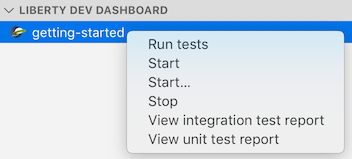 LIBERTY DEV DASHBOARD
getting-started
Run tests
Start
Start...
Stop
View integration test report
View unit test report